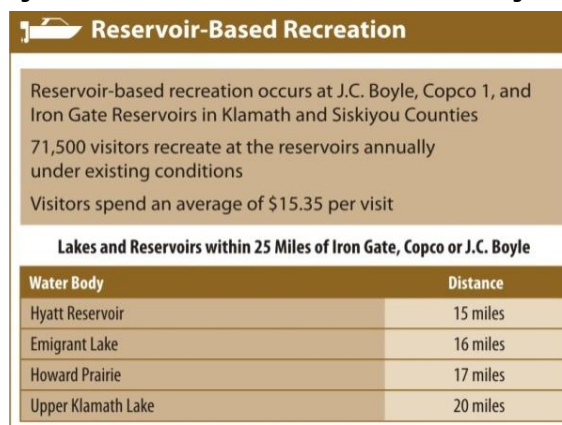 Reservoir-Based Recreation
Reservoir-based recreation occurs at J.C. Boyle, Copco 1, and
Iron Gate Reservoirs in Klamath and Siskiyou Counties
71,500 visitors recreate at the reservoirs annually
under existing conditions
Visitors spend an average of $15.35 per visit
Lakes and Reservoirs within 25 Miles of Iron Gate, Copco or J.C. Boyle
Water Body Distance
Hyatt Reservoir 15 miles
Emigrant Lake 16 miles
Howard Prairie 17 miles
Upper Klamath Lake 20 miles